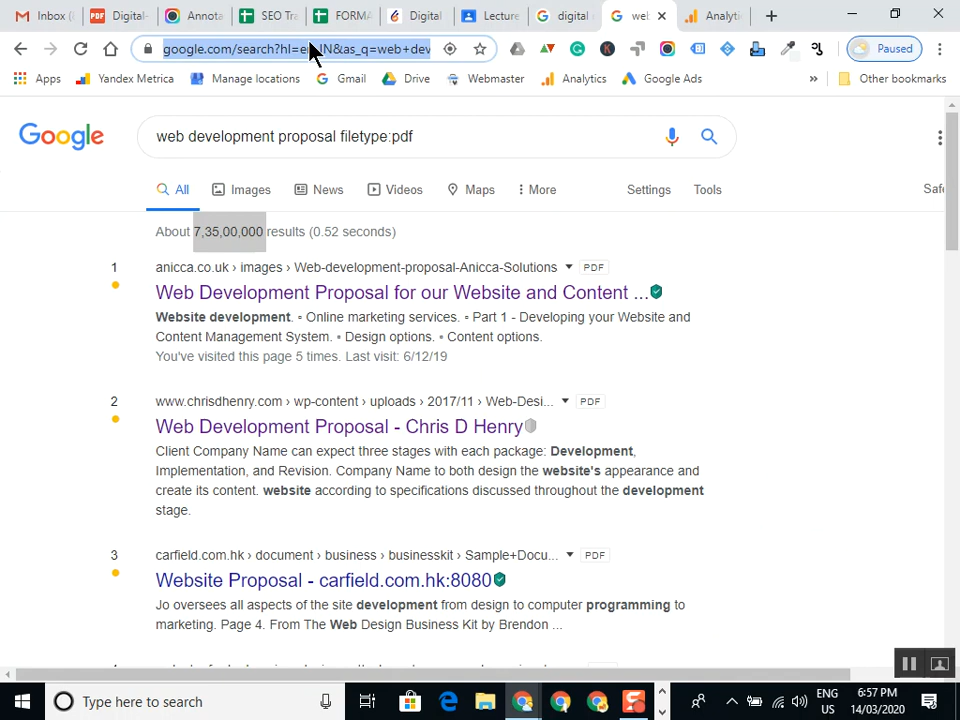 Inbox (
Digital-
Annota
SEO Tra
FORMA
Digital
Lecture
digital
web
Analyti
google.com/search?hl=en-IN&as_q=web+dev
Paused
Apps
Yandex Metrica
Manage locations
Gmail
Drive
Webmaster
Analytics
Google Ads
»
Other bookmarks
Google
web development proposal filetype:pdf
All
Images
News
Videos
Maps
More
Settings
Tools
Safe
About 7,35,00,000 results (0.52 seconds)
1
anicca.co.uk › images › Web-development-proposal-Anicca-Solutions
PDF
Web Development Proposal for our Website and Content ...
Website development. ▫ Online marketing services. ▫ Part 1 - Developing your Website and
Content Management System. ▪ Design options. ▪ Content options.
You've visited this page 5 times. Last visit: 6/12/19
2
www.chrisdhenry.com › wp-content › uploads › 2017/11 › Web-Desi...
PDF
Web Development Proposal - Chris D Henry
Client Company Name can expect three stages with each package: Development,
Implementation, and Revision. Company Name to both design the website's appearance and
create its content. website according to specifications discussed throughout the development
stage.
3
carfield.com.hk › document › business › businesskit › Sample+Docu...
PDF
Website Proposal - carfield.com.hk:8080
Jo oversees all aspects of the site development from design to computer programming to
marketing. Page 4. From The Web Design Business Kit by Brendon ...
Type here to search
ENG
US
6:57 PM
14/03/2020